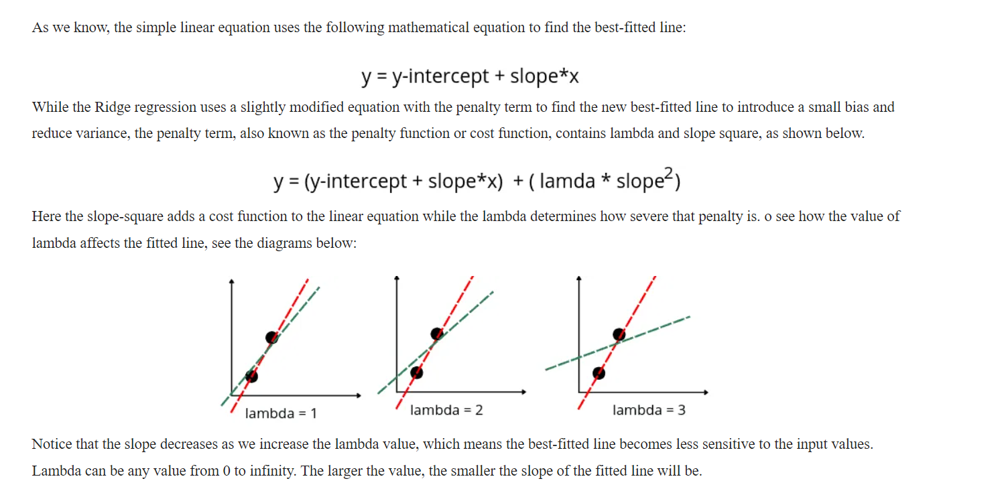 As we know, the simple linear equation uses the following mathematical equation to find the best-fitted line:
y = y-intercept + slope*x
While the Ridge regression uses a slightly modified equation with the penalty term to find the new best-fitted line to introduce a small bias and
reduce variance, the penalty term, also known as the penalty function or cost function, contains lambda and slope square, as shown below.
y = (y-intercept + slope*x) + ( lamda * slope²)
Here the slope-square adds a cost function to the linear equation while the lambda determines how severe that penalty is. o see how the value of
lambda affects the fitted line, see the diagrams below:
lambda = 1
lambda = 2
lambda = 3
Notice that the slope decreases as we increase the lambda value, which means the best-fitted line becomes less sensitive to the input values.
Lambda can be any value from 0 to infinity. The larger the value, the smaller the slope of the fitted line will be.